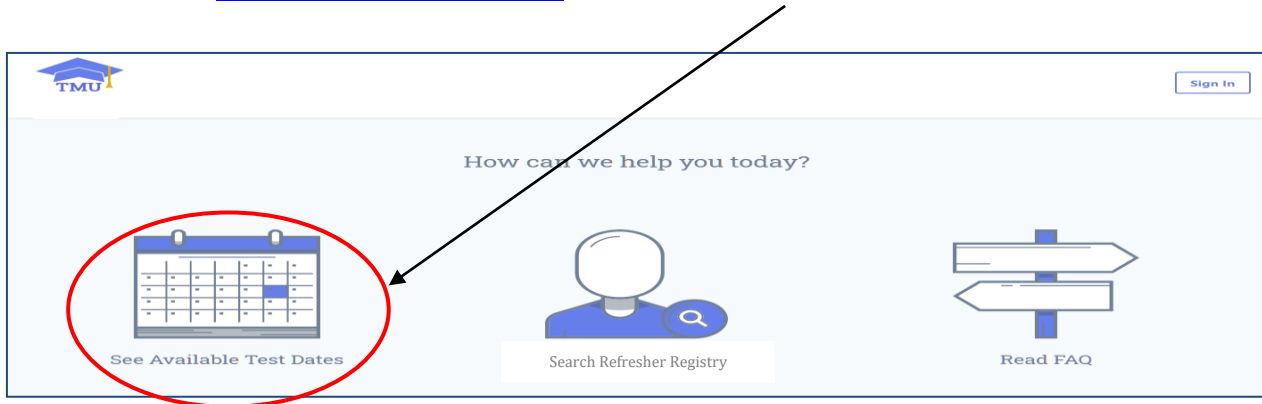 TMU
Sign In
How can we help you today?
See Available Test Dates
Search Refresher Registry
Read FAQ